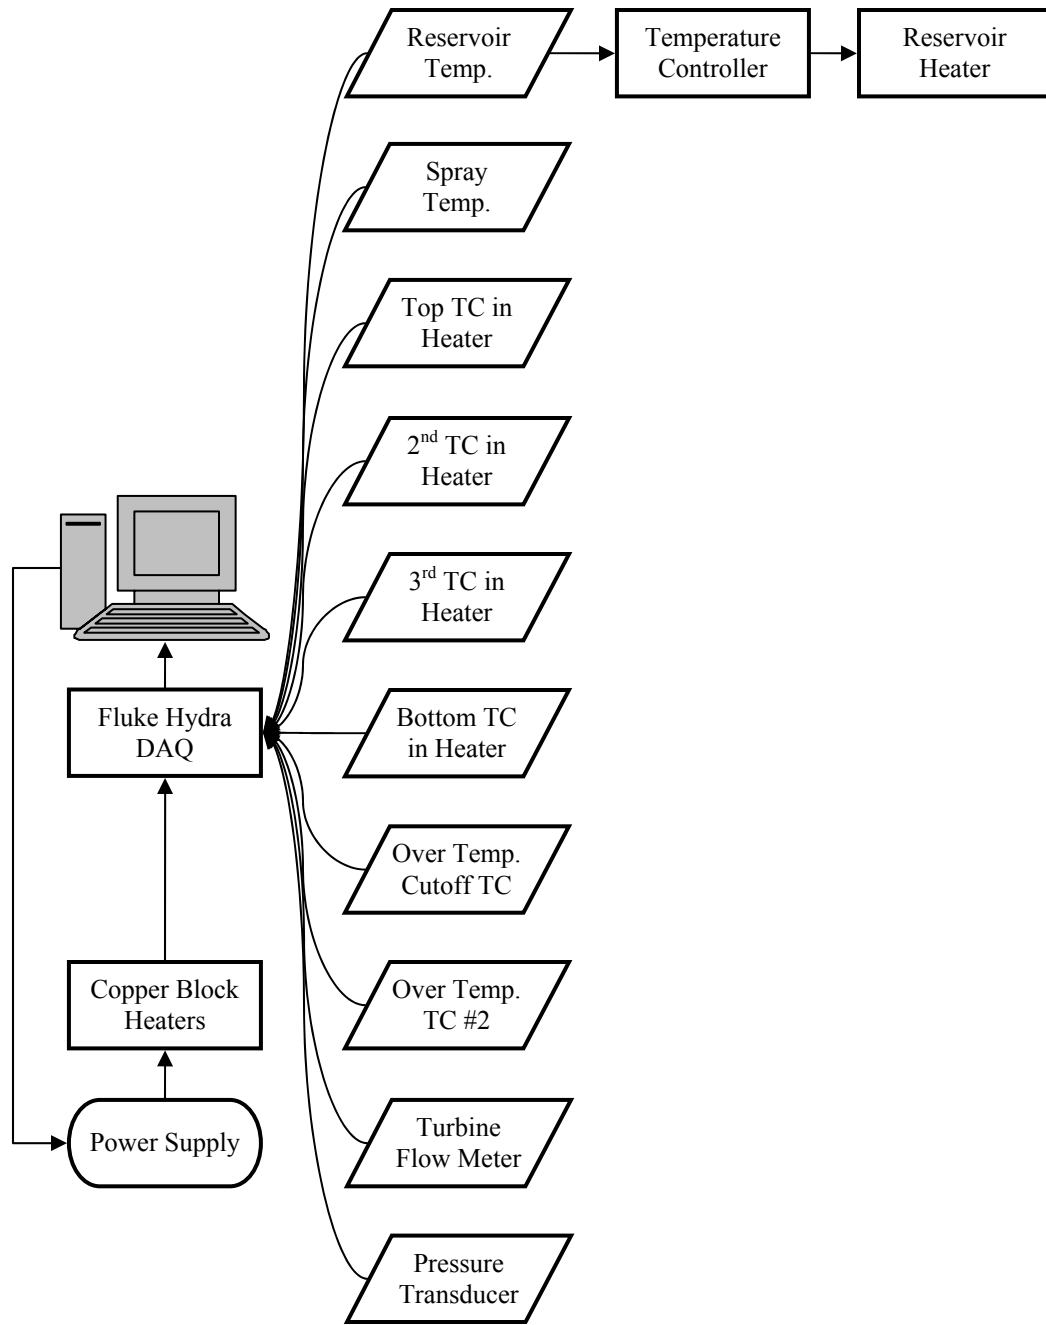 Reservoir
Temp.
Temperature
Controller
Reservoir
Heater
Spray
Temp.
Top TC in
Heater
2nd TC in
Heater
3rd TC in
Heater
Fluke Hydra
DAQ
Bottom TC
in Heater
Over Temp.
Cutoff TC
Copper Block
Heaters
Over Temp.
TC #2
Power Supply
Turbine
Flow Meter
Pressure
Transducer